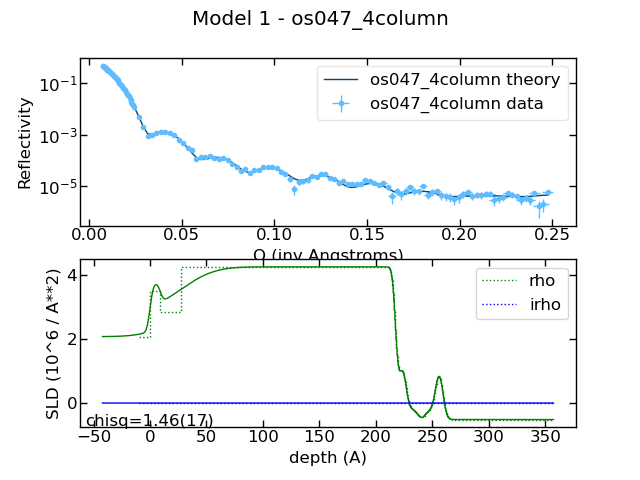 Model 1 - os047_4column
Reflectivity
10⁻¹
10⁻³
10⁻⁵
os047_4column theory
os047_4column data
0.00 0.05 0.10 0.15 0.20 0.25
Q (inv Angstroms)
SLD (10^6 / A**2)
4
2
0
rho
irho
chisq=1.46(17)
−50 0 50 100 150 200 250 300 350
depth (A)